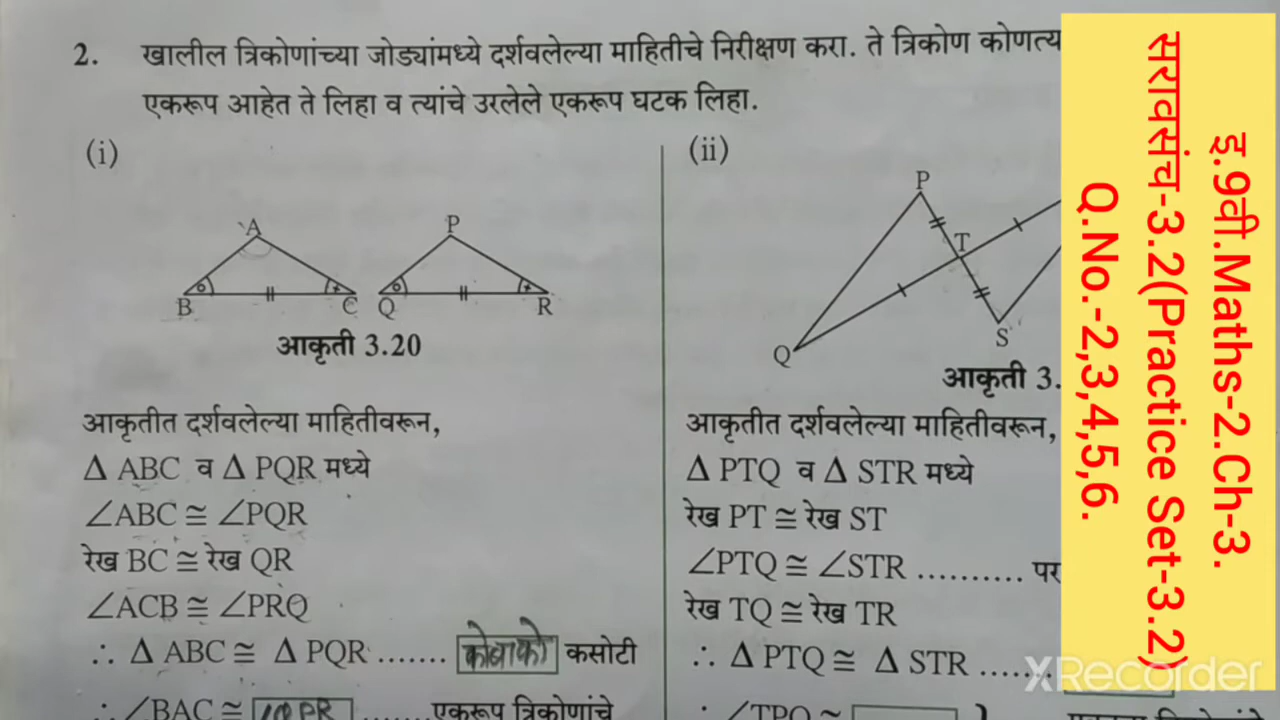 2. खालील त्रिकोणांच्या जोड्यांमध्ये दर्शवलेल्या माहितीचे निरीक्षण करा. ते त्रिकोण
एकरूप आहेत ते लिहा व त्यांचे उरलेले एकरूप घटक लिहा.
(i)
A
B
C
P
Q
R
आकृती 3.20
आकृतीत दर्शवलेल्या माहितीवरून,
Δ ABC व Δ PQR मध्ये
∠ABC ≅ ∠PQR
रेख BC ≅ रेख QR
∠ACB ≅ ∠PRQ
∴ Δ ABC ≅ Δ PQR ....... कोबाको कसोटी
∴ ∠BAC ≅ ∠QPR ........एकरूप त्रिकोणांचे
(ii)
P
T
Q
S
आकृती 3.
आकृतीत दर्शवलेल्या माहितीवरून,
Δ PTQ व Δ STR मध्ये
रेख PT ≅ रेख ST
∠PTQ ≅ ∠STR ..........
रेख TQ ≅ रेख TR
∴ Δ PTQ ≅ Δ STR ......
∴ ∠TPQ ≅
इ.9वी.Maths-2.Ch-3.
सरावसंच-3.2(Practice Set-3.2)
Q.No.-2,3,4,5,6.
XRecorder